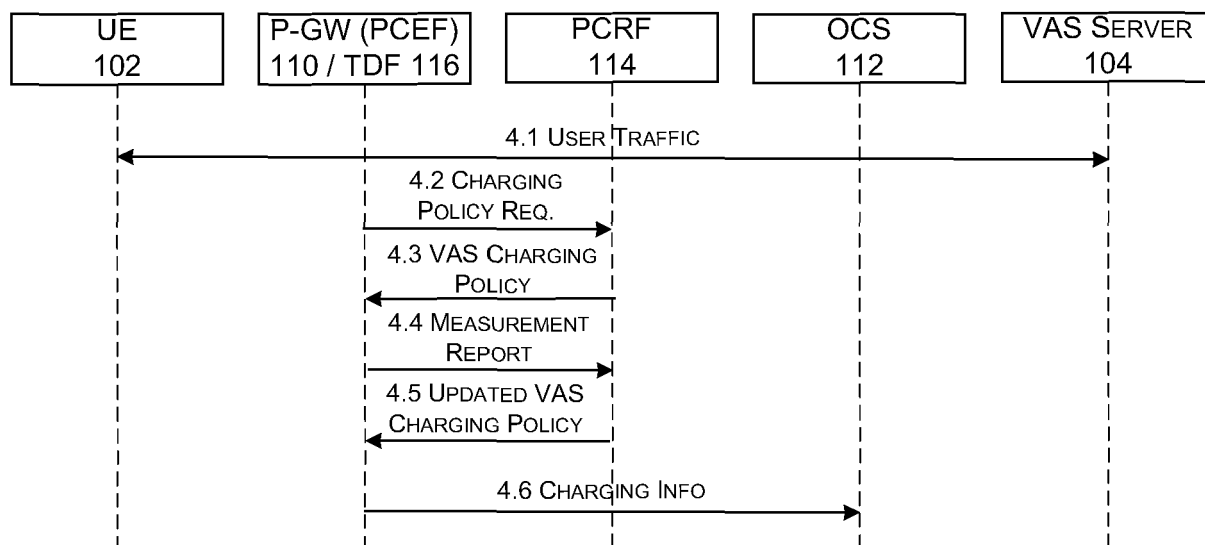 UE
102
P-GW (PCEF)
110 / TDF 116
PCRF
114
OCS
112
VAS SERVER
104
4.1 USER TRAFFIC
4.2 CHARGING
POLICY REQ.
4.3 VAS CHARGING
POLICY
4.4 MEASUREMENT
REPORT
4.5 UPDATED VAS
CHARGING POLICY
4.6 CHARGING INFO